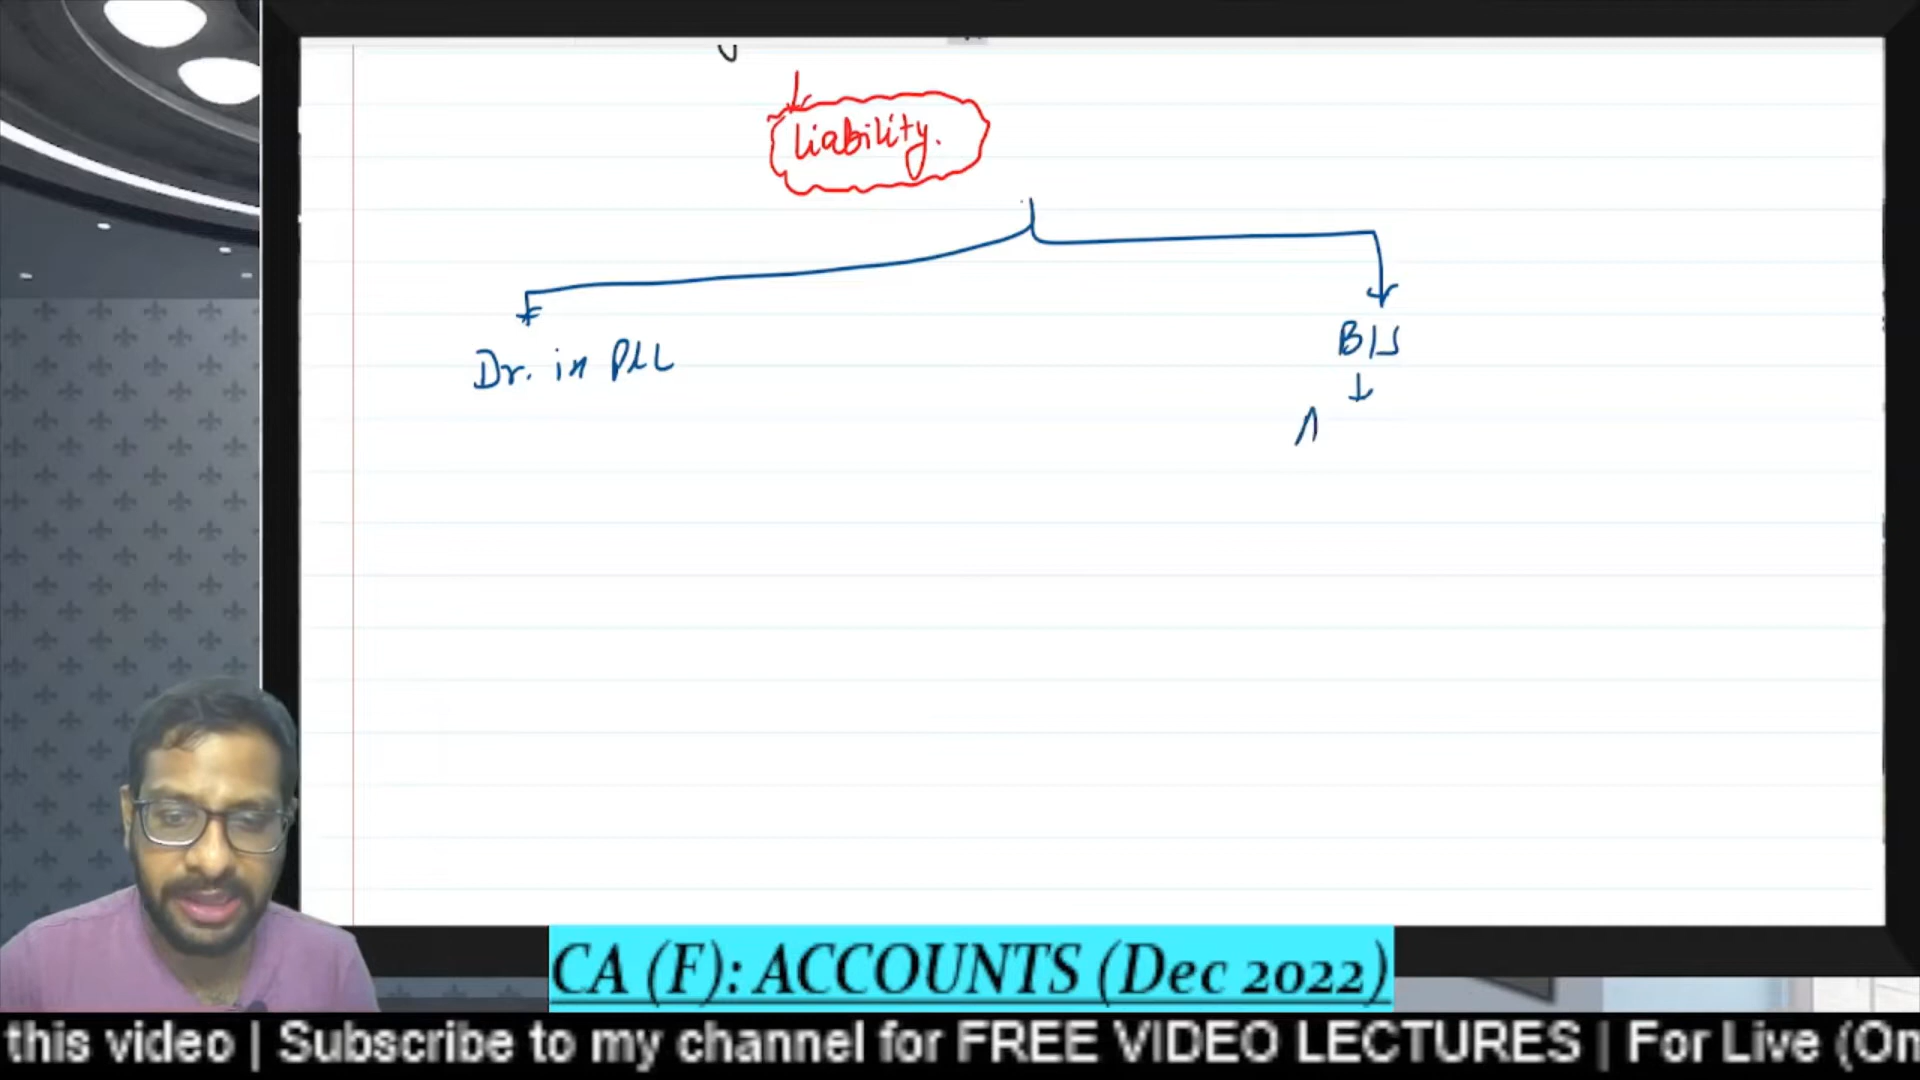 liability.
Dr. in P&L
B/S
CA (F): ACCOUNTS (Dec 2022)
this video | Subscribe to my channel for FREE VIDEO LECTURES | For Live (On